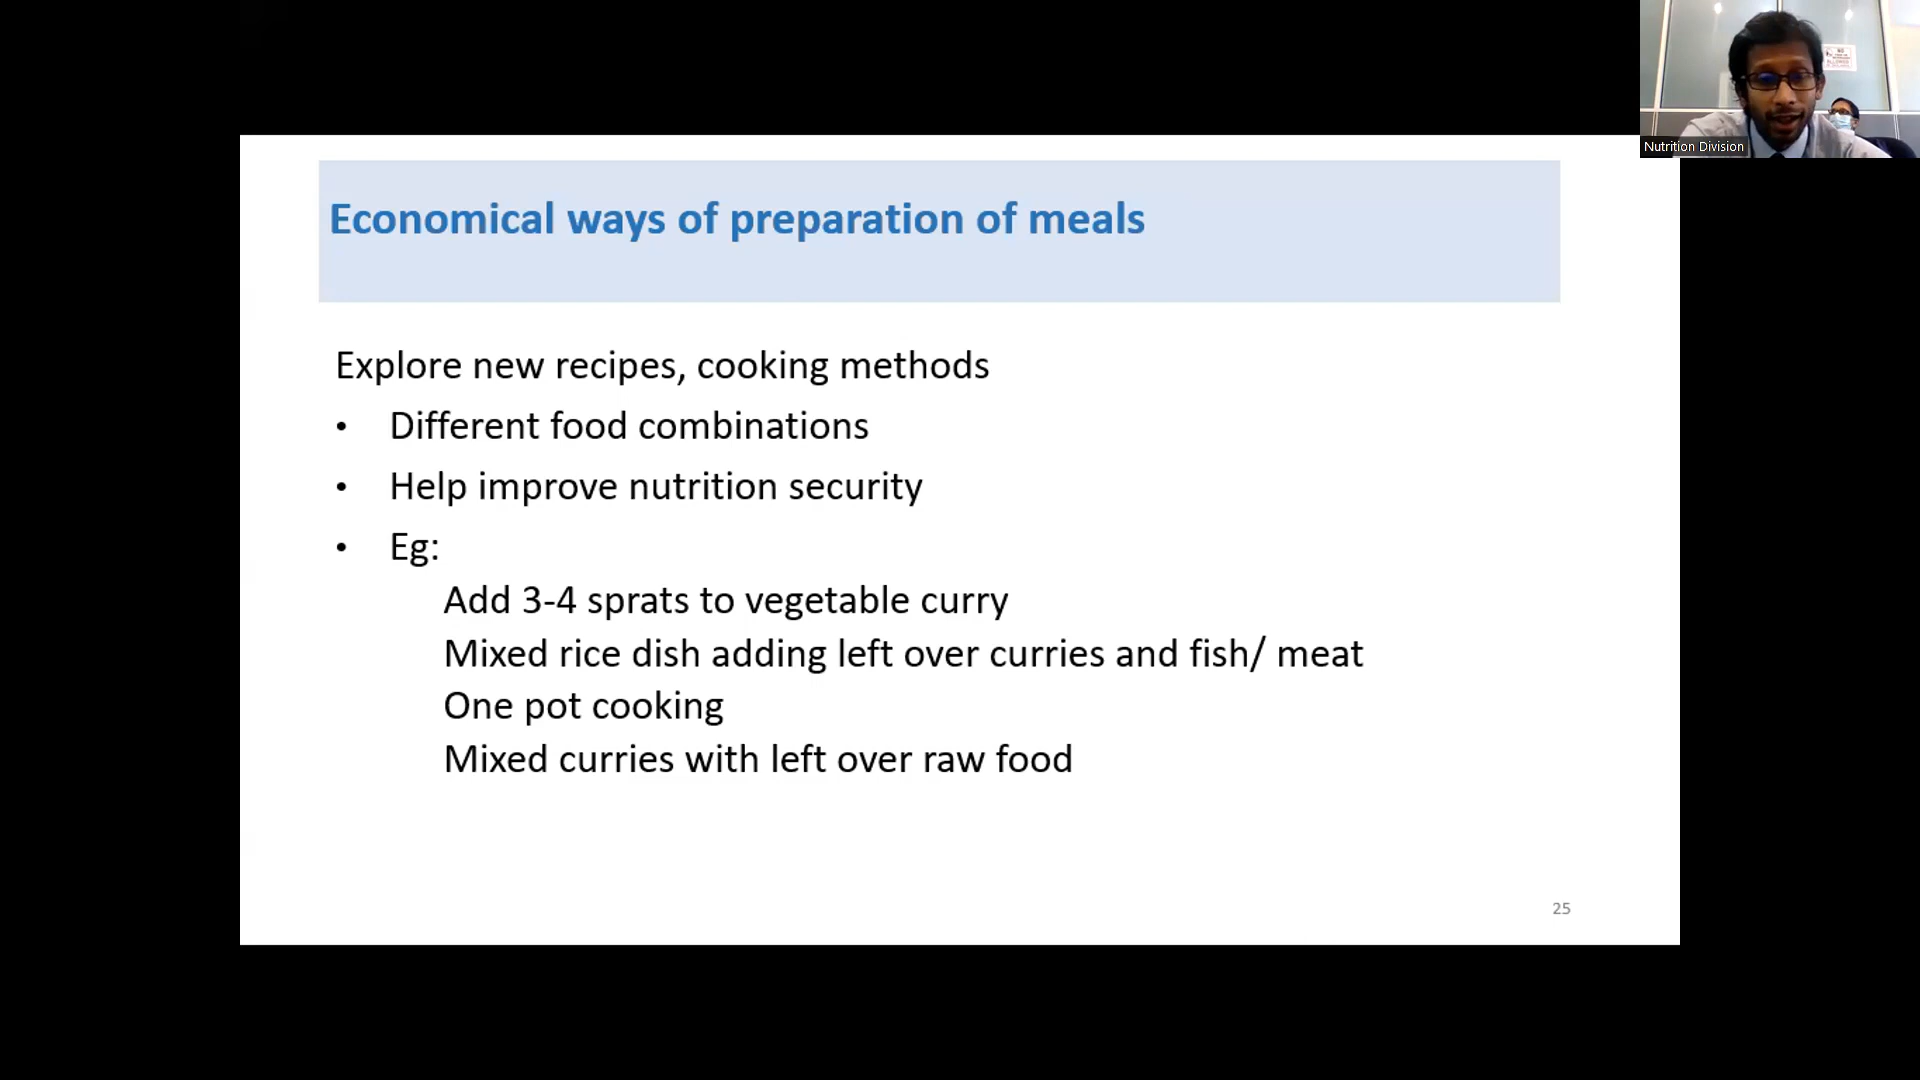 Economical ways of preparation of meals
Explore new recipes, cooking methods
• Different food combinations
• Help improve nutrition security
• Eg:
Add 3-4 sprats to vegetable curry
Mixed rice dish adding left over curries and fish/ meat
One pot cooking
Mixed curries with left over raw food
25
Nutrition Division